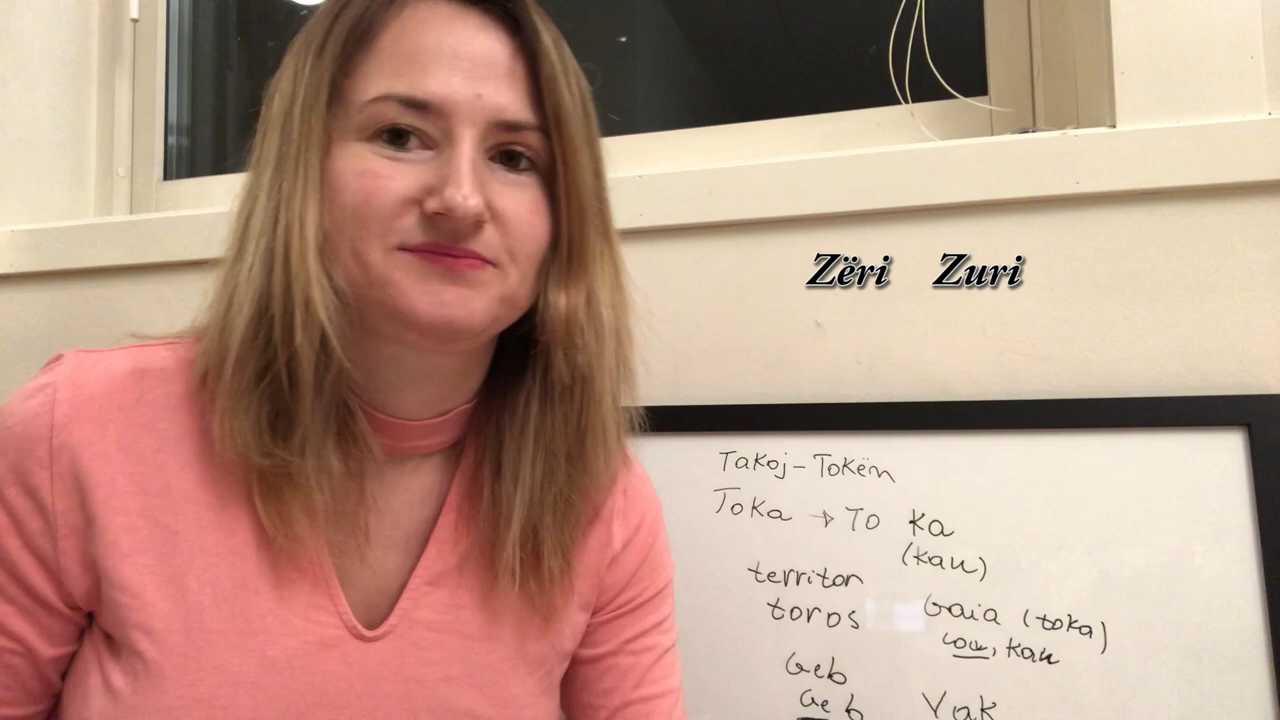 Zëri Zuri
Takoj - Tokën
Toka → To ka
(kau)
territor
toros Gaia (toka)
cow, kau
Geb
Geb Yak